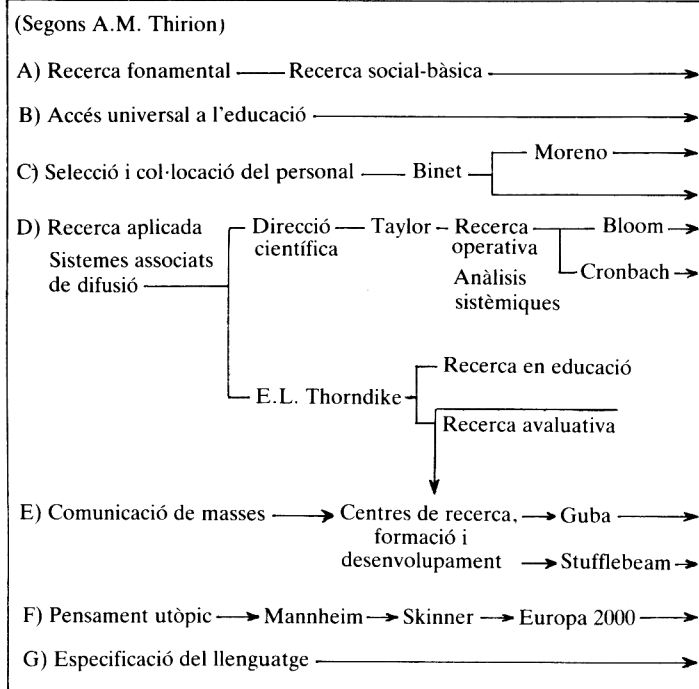 (Segons A.M. Thirion)
A) Recerca fonamental Recerca social-bàsica
B) Accés universal a l'educació
C) Selecció i col·locació del personal Binet Moreno
D) Recerca aplicada
Sistemes associats
de difusió
Direcció
científica
Taylor
Recerca
operativa
Anàlisis
sistèmiques
Bloom
Cronbach
E.L. Thorndike
Recerca en educació
Recerca avaluativa
E) Comunicació de masses
Centres de recerca,
formació i
desenvolupament
Guba
Stufflebeam
F) Pensament utòpic Mannheim Skinner Europa 2000
G) Especificació del llenguatge